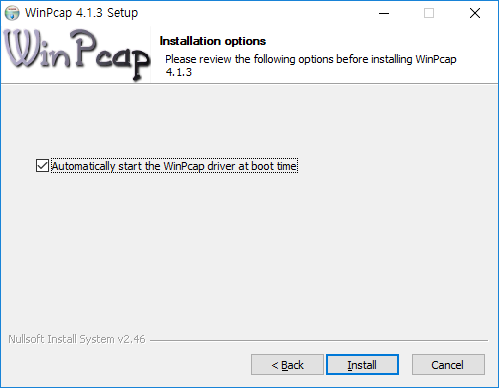 WinPcap 4.1.3 Setup
WinPcap
Installation options
Please review the following options before installing WinPcap
4.1.3
Automatically start the WinPcap driver at boot time
Nullsoft Install System v2.46
< Back
Install
Cancel